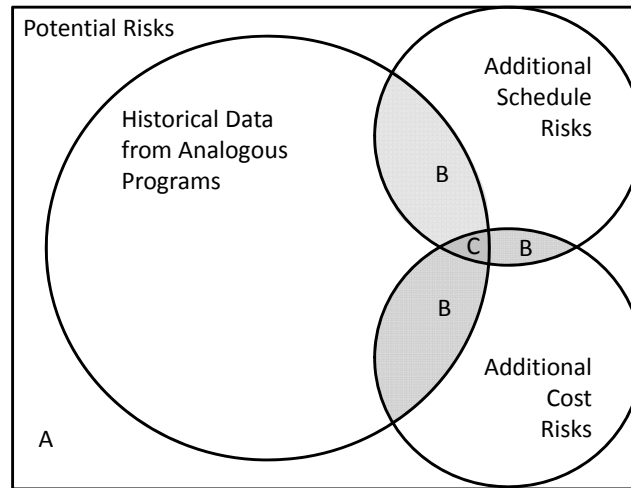 Potential Risks
Additional
Schedule
Risks
Historical Data
from Analogous
Programs
B
C
B
B
Additional
Cost
Risks
A